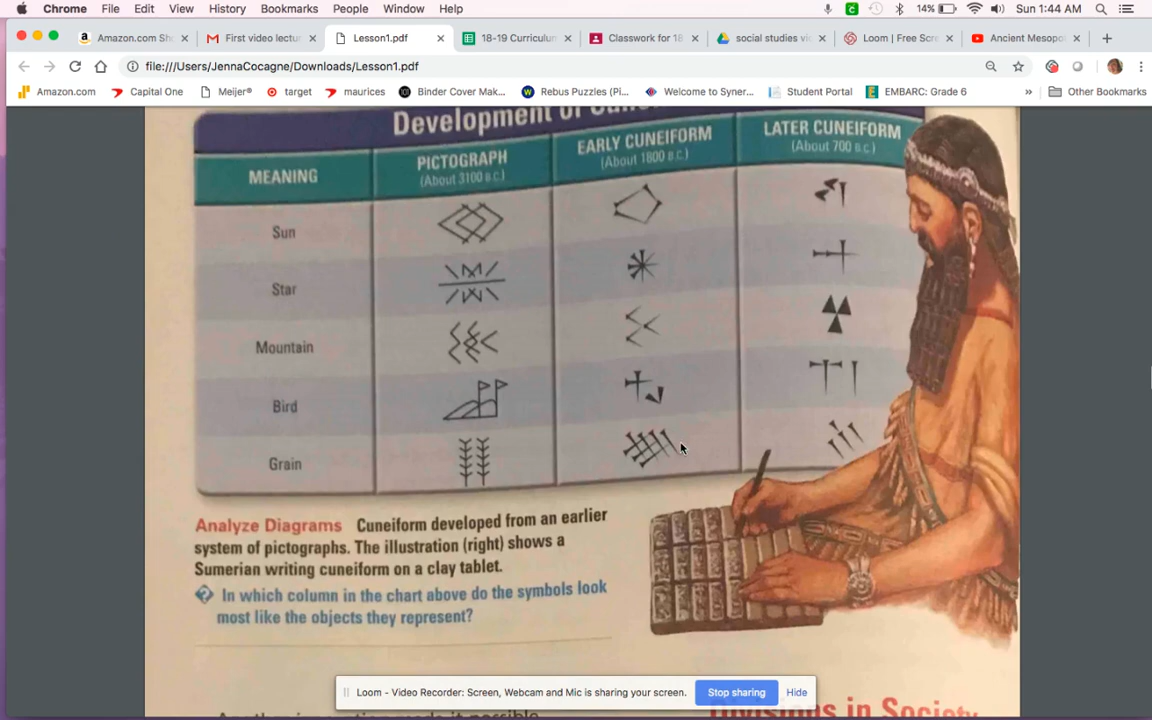 Chrome File Edit View History Bookmarks People Window Help 14% Sun 1:44 AM
Amazon.com Sh First video lectu Lesson1.pdf 18-19 Curriculum Classwork for 18 social studies vi Loom | Free Scre Ancient Mesopo
file:///Users/JennaCocagne/Downloads/Lesson1.pdf
Amazon.com Capital One Meijer® target maurices Binder Cover Mak... Rebus Puzzles (Pi... Welcome to Syner... Student Portal EMBARC: Grade 6 » Other Bookmarks
Development of
MEANING PICTOGRAPH EARLY CUNEIFORM LATER CUNEIFORM
(About 3100 B.C.) (About 1800 B.C.) (About 700 B.C.)
Sun
Star
Mountain
Bird
Grain
Analyze Diagrams Cuneiform developed from an earlier
system of pictographs. The illustration (right) shows a
Sumerian writing cuneiform on a clay tablet.
In which column in the chart above do the symbols look
most like the objects they represent?
Loom - Video Recorder: Screen, Webcam and Mic is sharing your screen. Stop sharing Hide
Divisions in Society